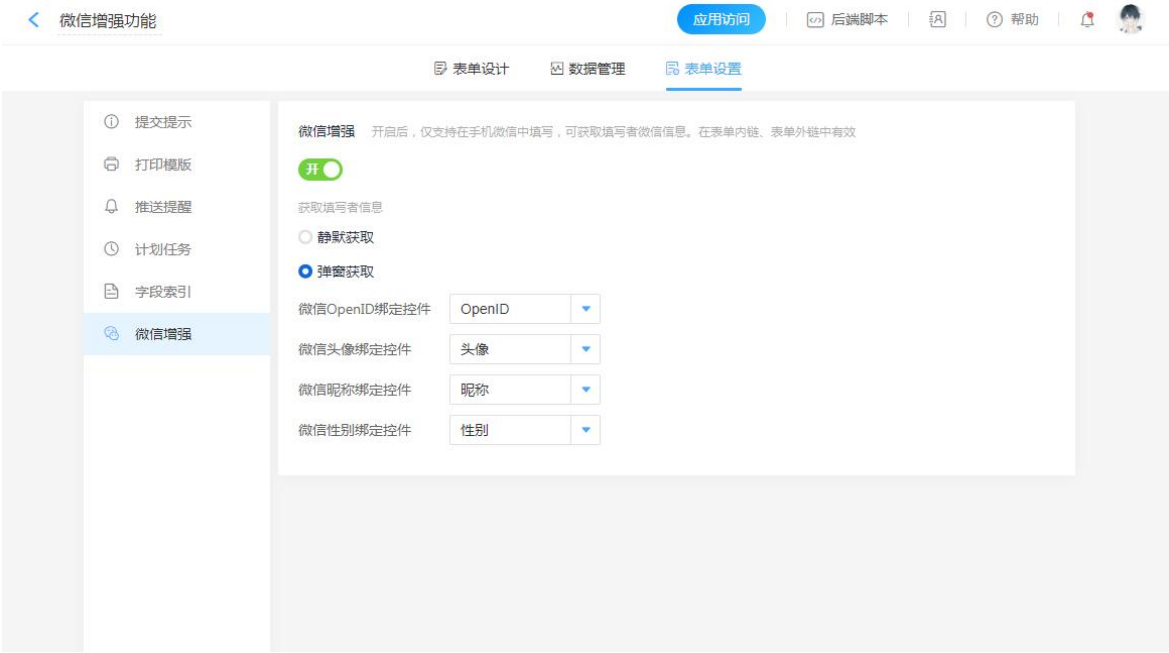 微信增强功能
应用访问
后端脚本
帮助
表单设计
数据管理
表单设置
提交提示
打印模版
推送提醒
计划任务
字段索引
微信增强
微信增强 开启后，仅支持在手机微信中填写，可获取填写者微信信息。在表单内链、表单外链中有效
开
获取填写者信息
静默获取
弹窗获取
微信OpenID绑定控件 OpenID
微信头像绑定控件 头像
微信昵称绑定控件 昵称
微信性别绑定控件 性别